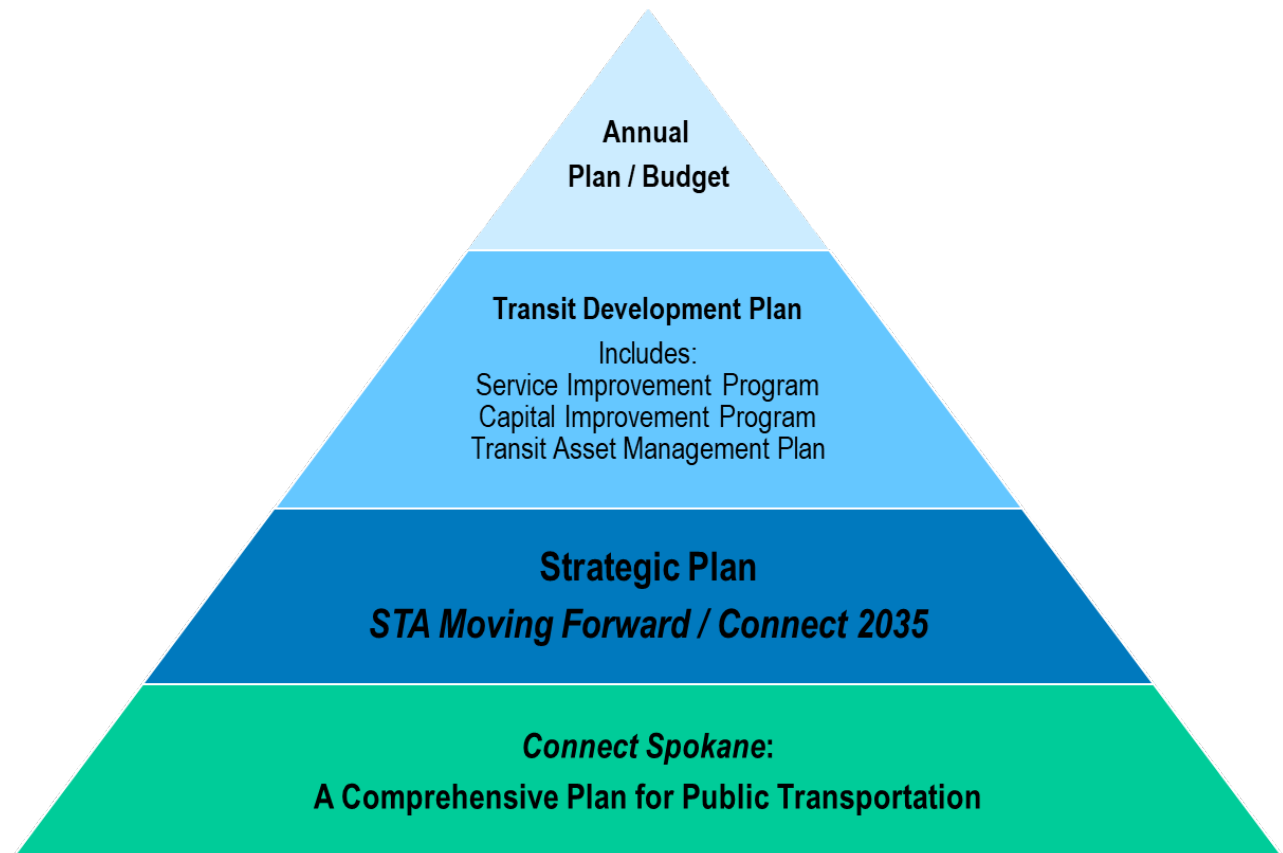 Annual
Plan / Budget
Transit Development Plan
Includes:
Service Improvement Program
Capital Improvement Program
Transit Asset Management Plan
Strategic Plan
STA Moving Forward / Connect 2035
Connect Spokane:
A Comprehensive Plan for Public Transportation